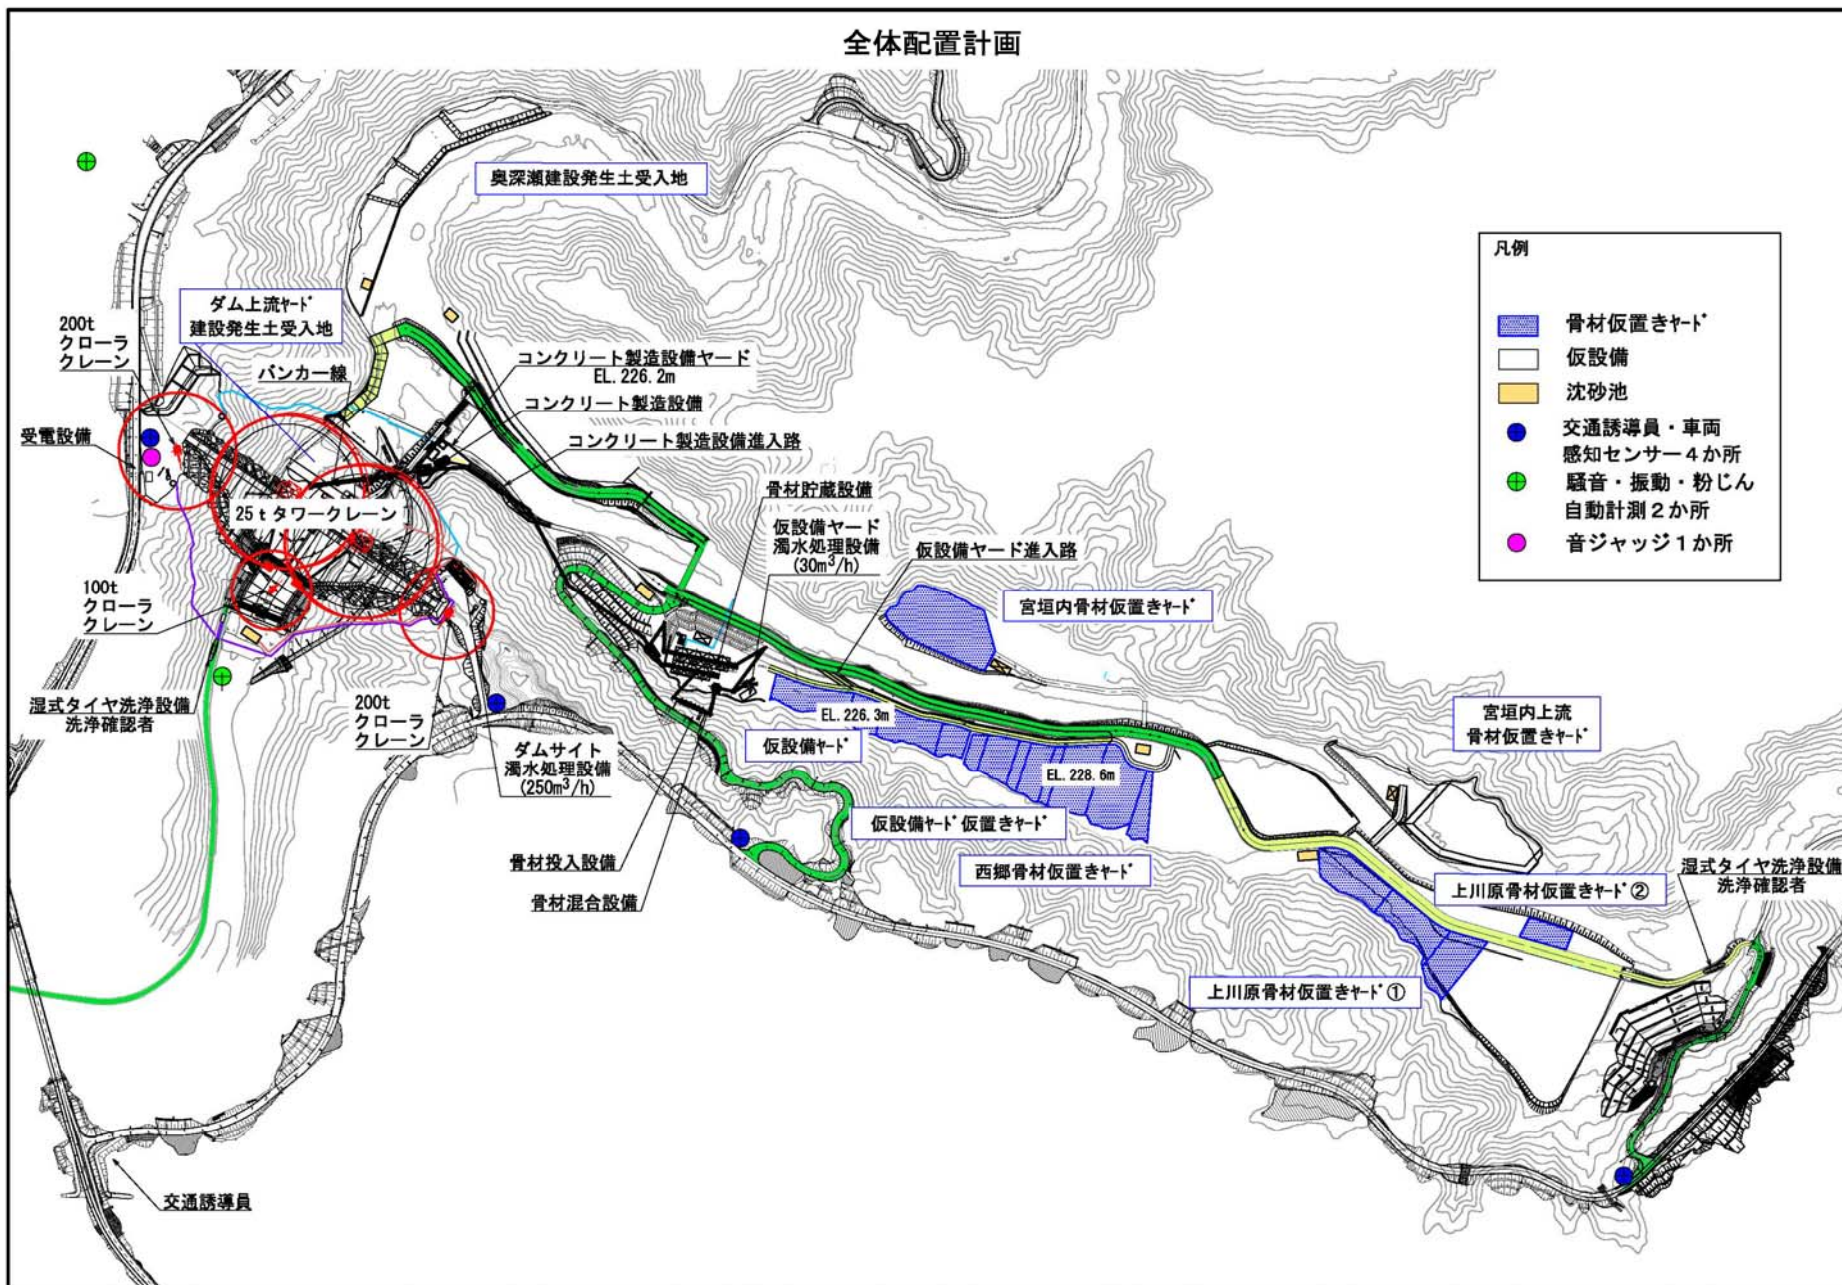 全体配置計画
奥深瀬建設発生土受入地
ダム上流ﾔｰﾄﾞ
建設発生土受入地
200t
クローラ
クレーン
バンカー線
コンクリート製造設備ヤード
EL.226.2m
コンクリート製造設備
コンクリート製造設備進入路
受電設備
25ｔタワークレーン
骨材貯蔵設備
仮設備ヤード
濁水処理設備
(30m³/h)
仮設備ヤード進入路
宮垣内骨材仮置きﾔｰﾄﾞ
100t
クローラ
クレーン
湿式タイヤ洗浄設備
洗浄確認者
200t
クローラ
クレーン
ダムサイト
濁水処理設備
(250m³/h)
EL.226.3m
仮設備ﾔｰﾄﾞ
EL.228.6m
宮垣内上流
骨材仮置きﾔｰﾄﾞ
仮設備ﾔｰﾄﾞ仮置きﾔｰﾄﾞ
骨材投入設備
骨材混合設備
西郷骨材仮置きﾔｰﾄﾞ
上川原骨材仮置きﾔｰﾄﾞ②
湿式タイヤ洗浄設備
洗浄確認者
上川原骨材仮置きﾔｰﾄﾞ①
交通誘導員
凡例
骨材仮置きﾔｰﾄﾞ
仮設備
沈砂池
交通誘導員・車両
感知センサー４か所
騒音・振動・粉じん
自動計測２か所
音ジャッジ１か所